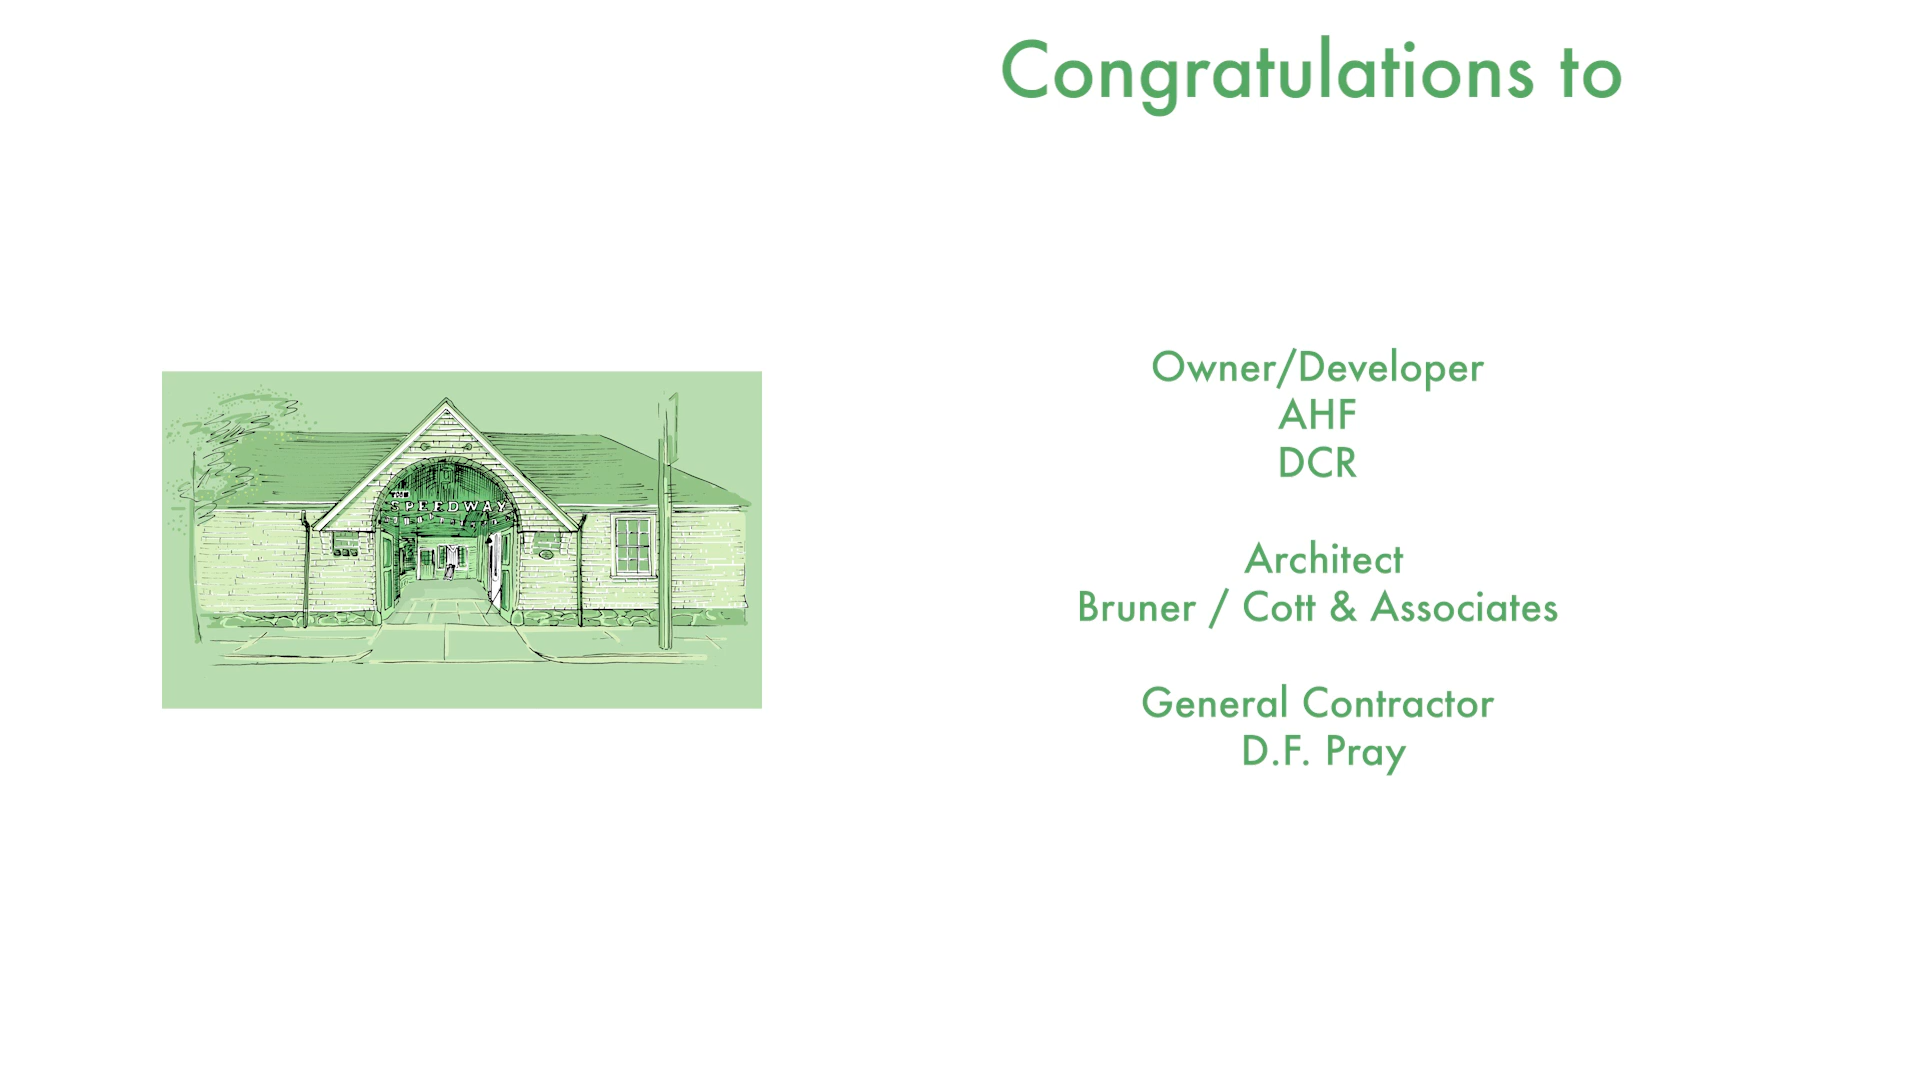 Congratulations to
SPEEDWAY
Owner/Developer
AHF
DCR
Architect
Bruner / Cott & Associates
General Contractor
D.F. Pray